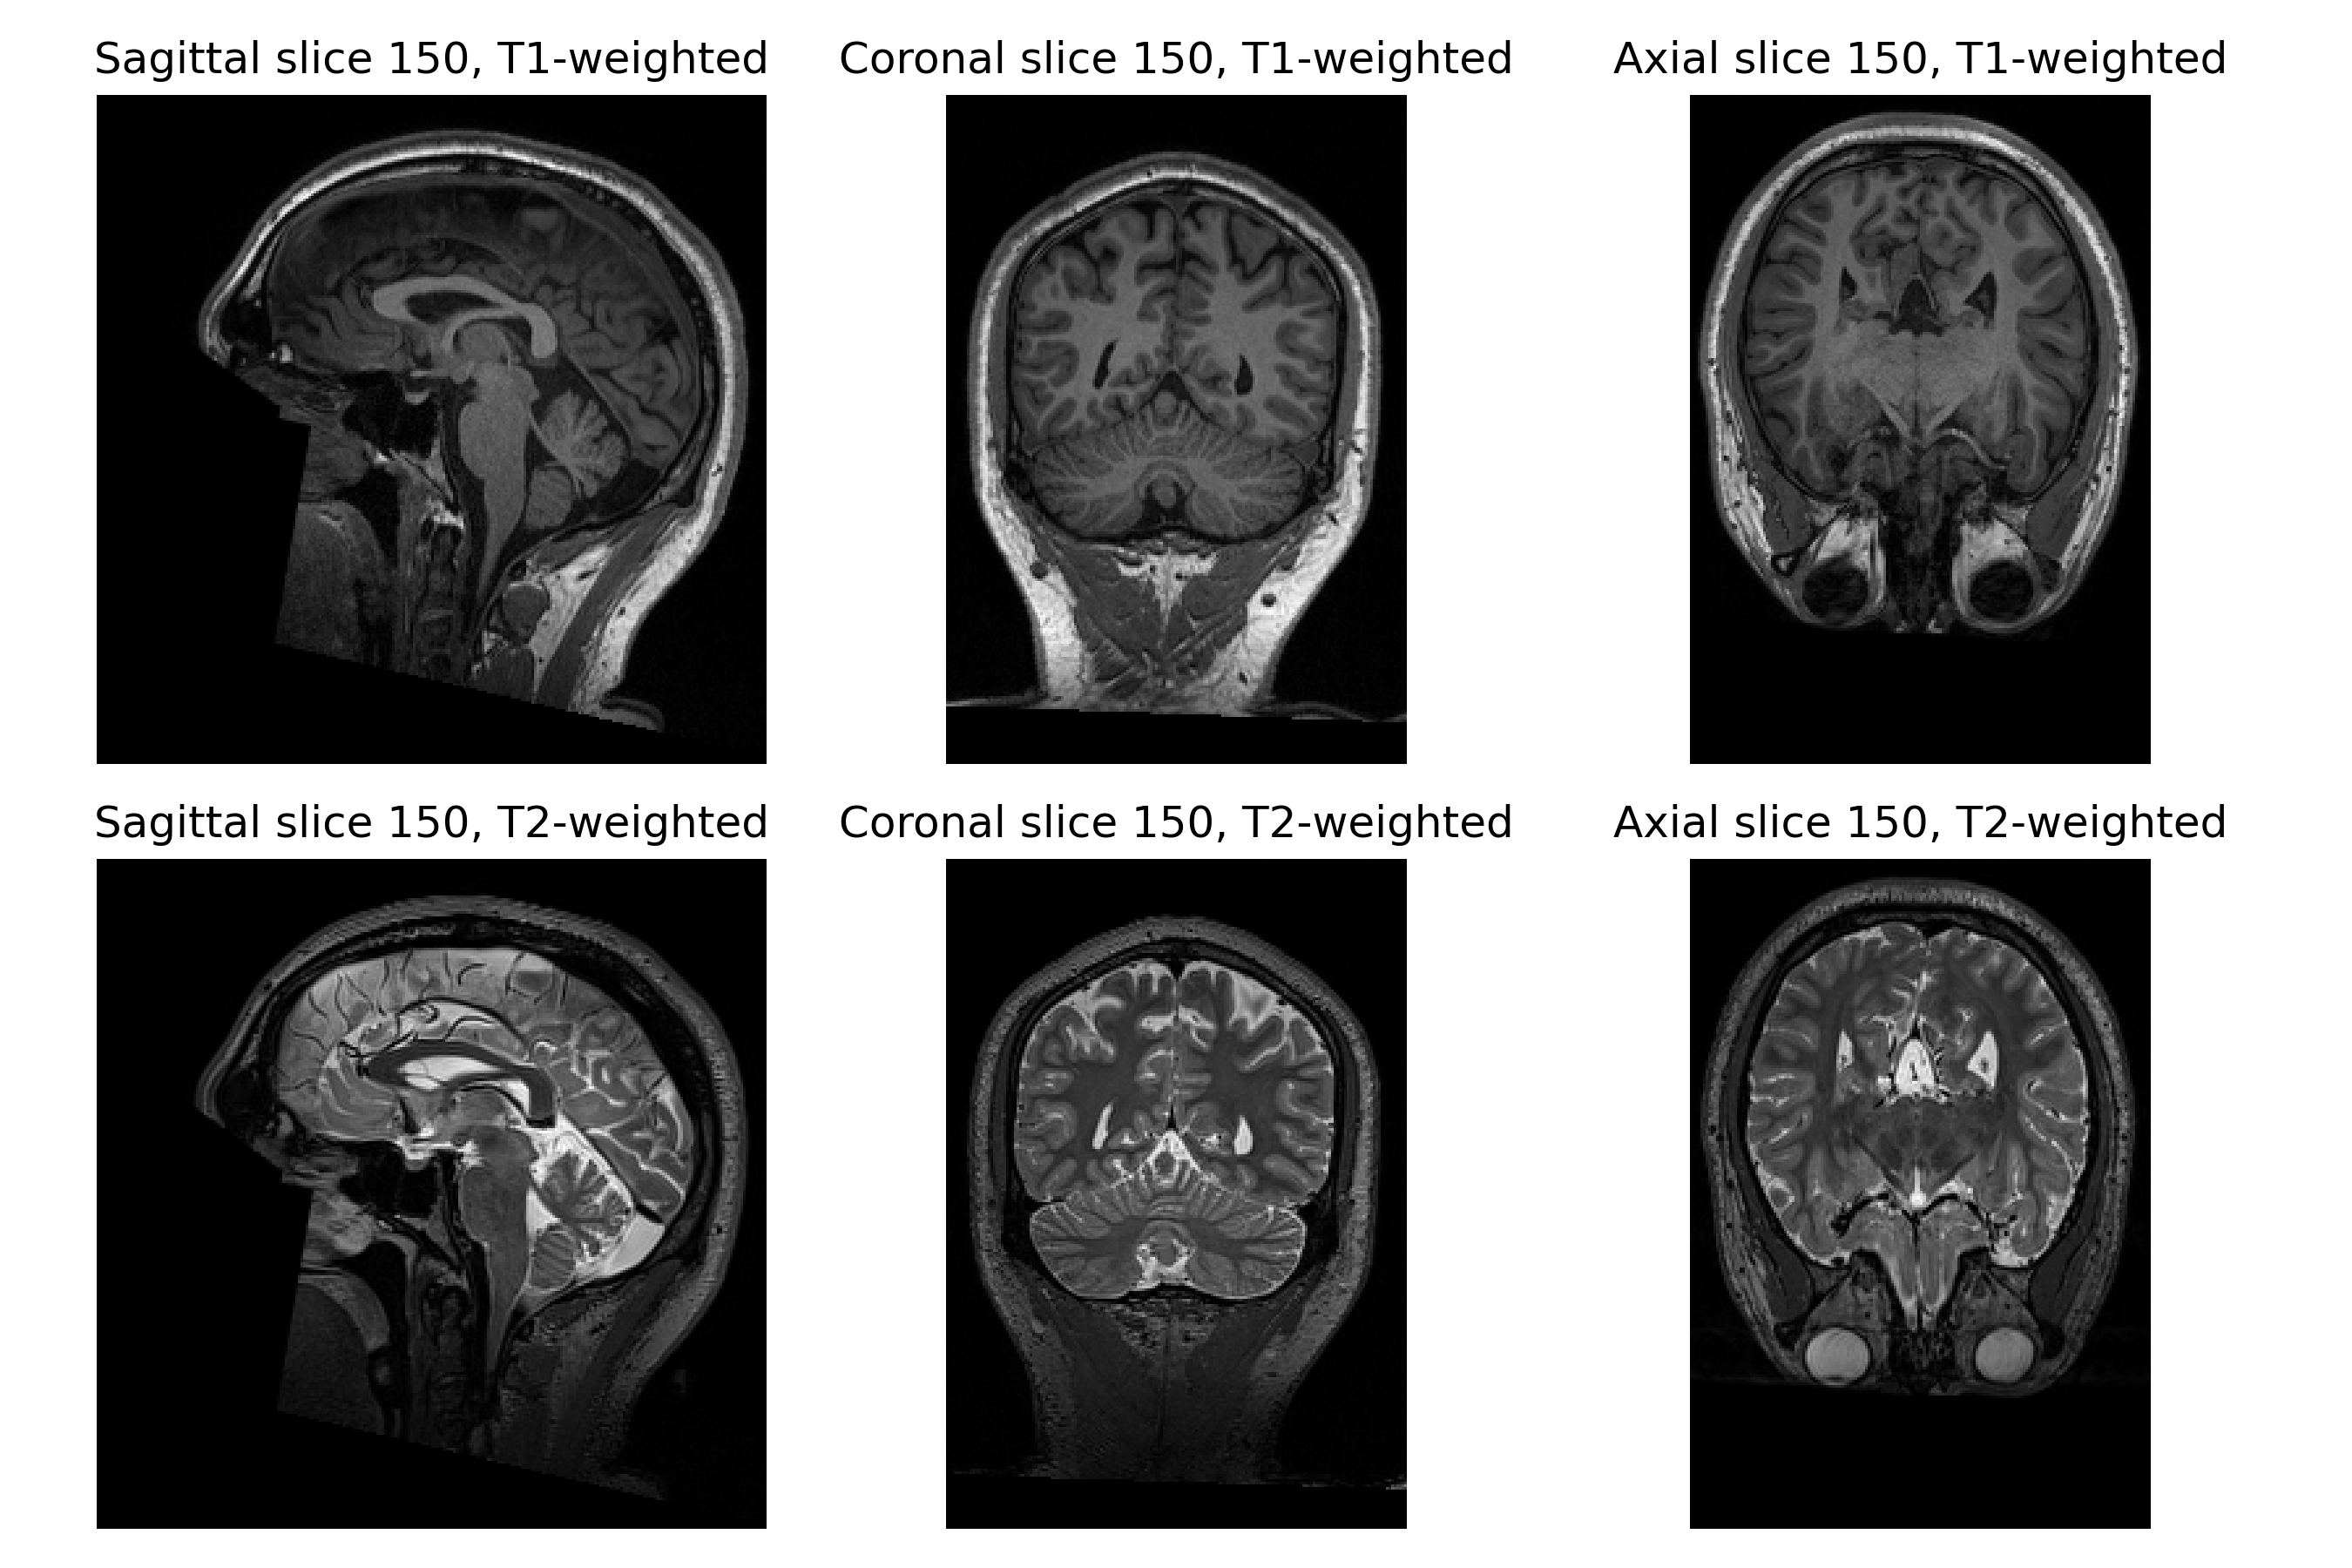 Sagittal slice 150, T1-weighted
Coronal slice 150, T1-weighted
Axial slice 150, T1-weighted
Sagittal slice 150, T2-weighted
Coronal slice 150, T2-weighted
Axial slice 150, T2-weighted